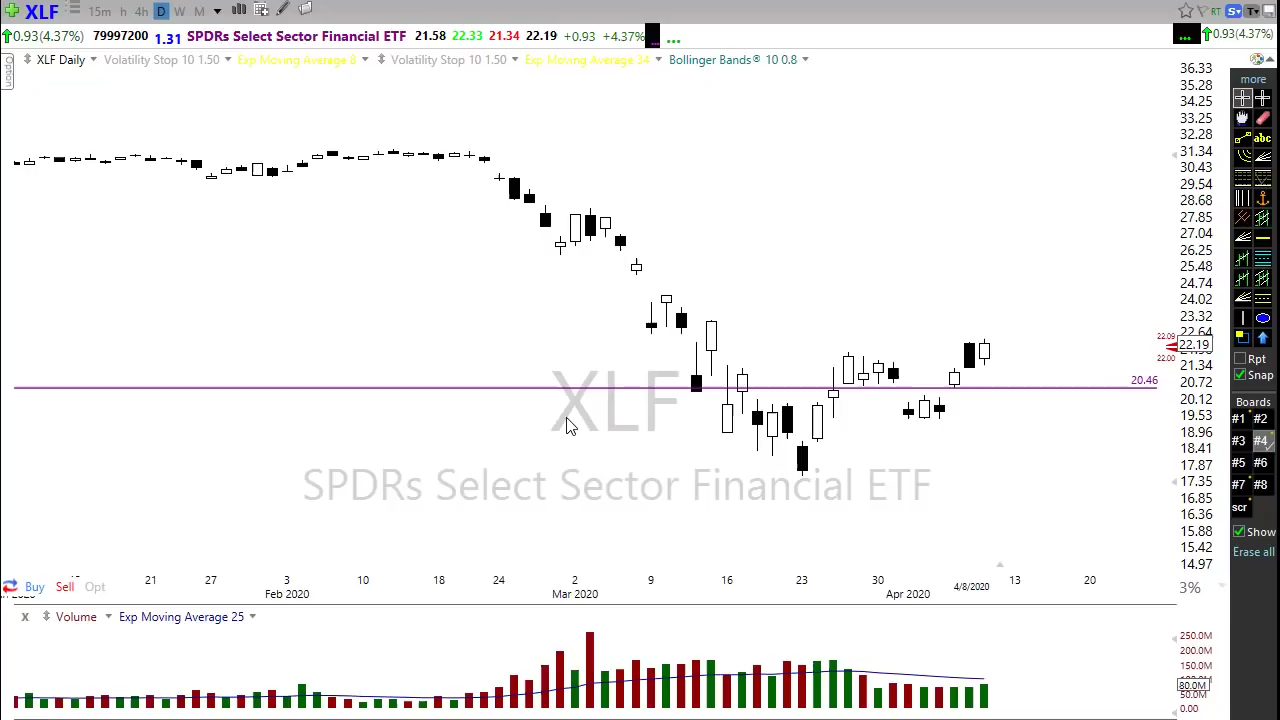 XLF 15m h 4h D W M RT S T
0.93(4.37%) 79997200 1.31 SPDRs Select Sector Financial ETF 21.58 22.33 21.34 22.19 +0.93 +4.37% ... ... ... 0.93(4.37%)
Option
XLF Daily Volatility Stop 10 1.50 Exp Moving Average 8 Volatility Stop 10 1.50 Exp Moving Average 34 Bollinger Bands® 10 0.8
36.33
35.28
34.25
33.25
32.28
31.34
30.43
29.54
28.68
27.85
27.04
26.25
25.48
24.74
24.02
23.32
22.64
22.09
22.19
22.00
21.34
20.72
20.46
20.12
19.53
18.96
18.41
17.87
17.35
16.85
16.36
15.88
15.42
14.97
XLF
SPDRs Select Sector Financial ETF
more
abc
Rpt
Snap
Boards
#1 #2
#3 #4
#5 #6
#7 #8
scr
Show
Erase all
Buy Sell Opt
21 27 3 10 18 24 2 9 16 23 30 4/8/2020 13 20
Feb 2020 Mar 2020 Apr 2020
3%
x Volume Exp Moving Average 25
250.0M
200.0M
150.0M
80.0M
50.0M
0.00